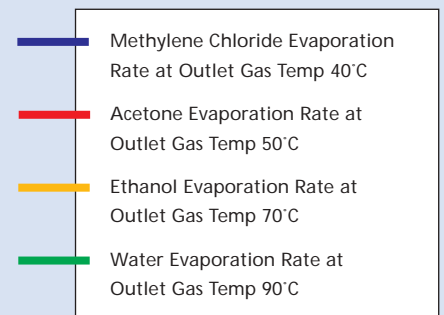 Methylene Chloride Evaporation
Rate at Outlet Gas Temp 40°C
Acetone Evaporation Rate at
Outlet Gas Temp 50°C
Ethanol Evaporation Rate at
Outlet Gas Temp 70°C
Water Evaporation Rate at
Outlet Gas Temp 90°C